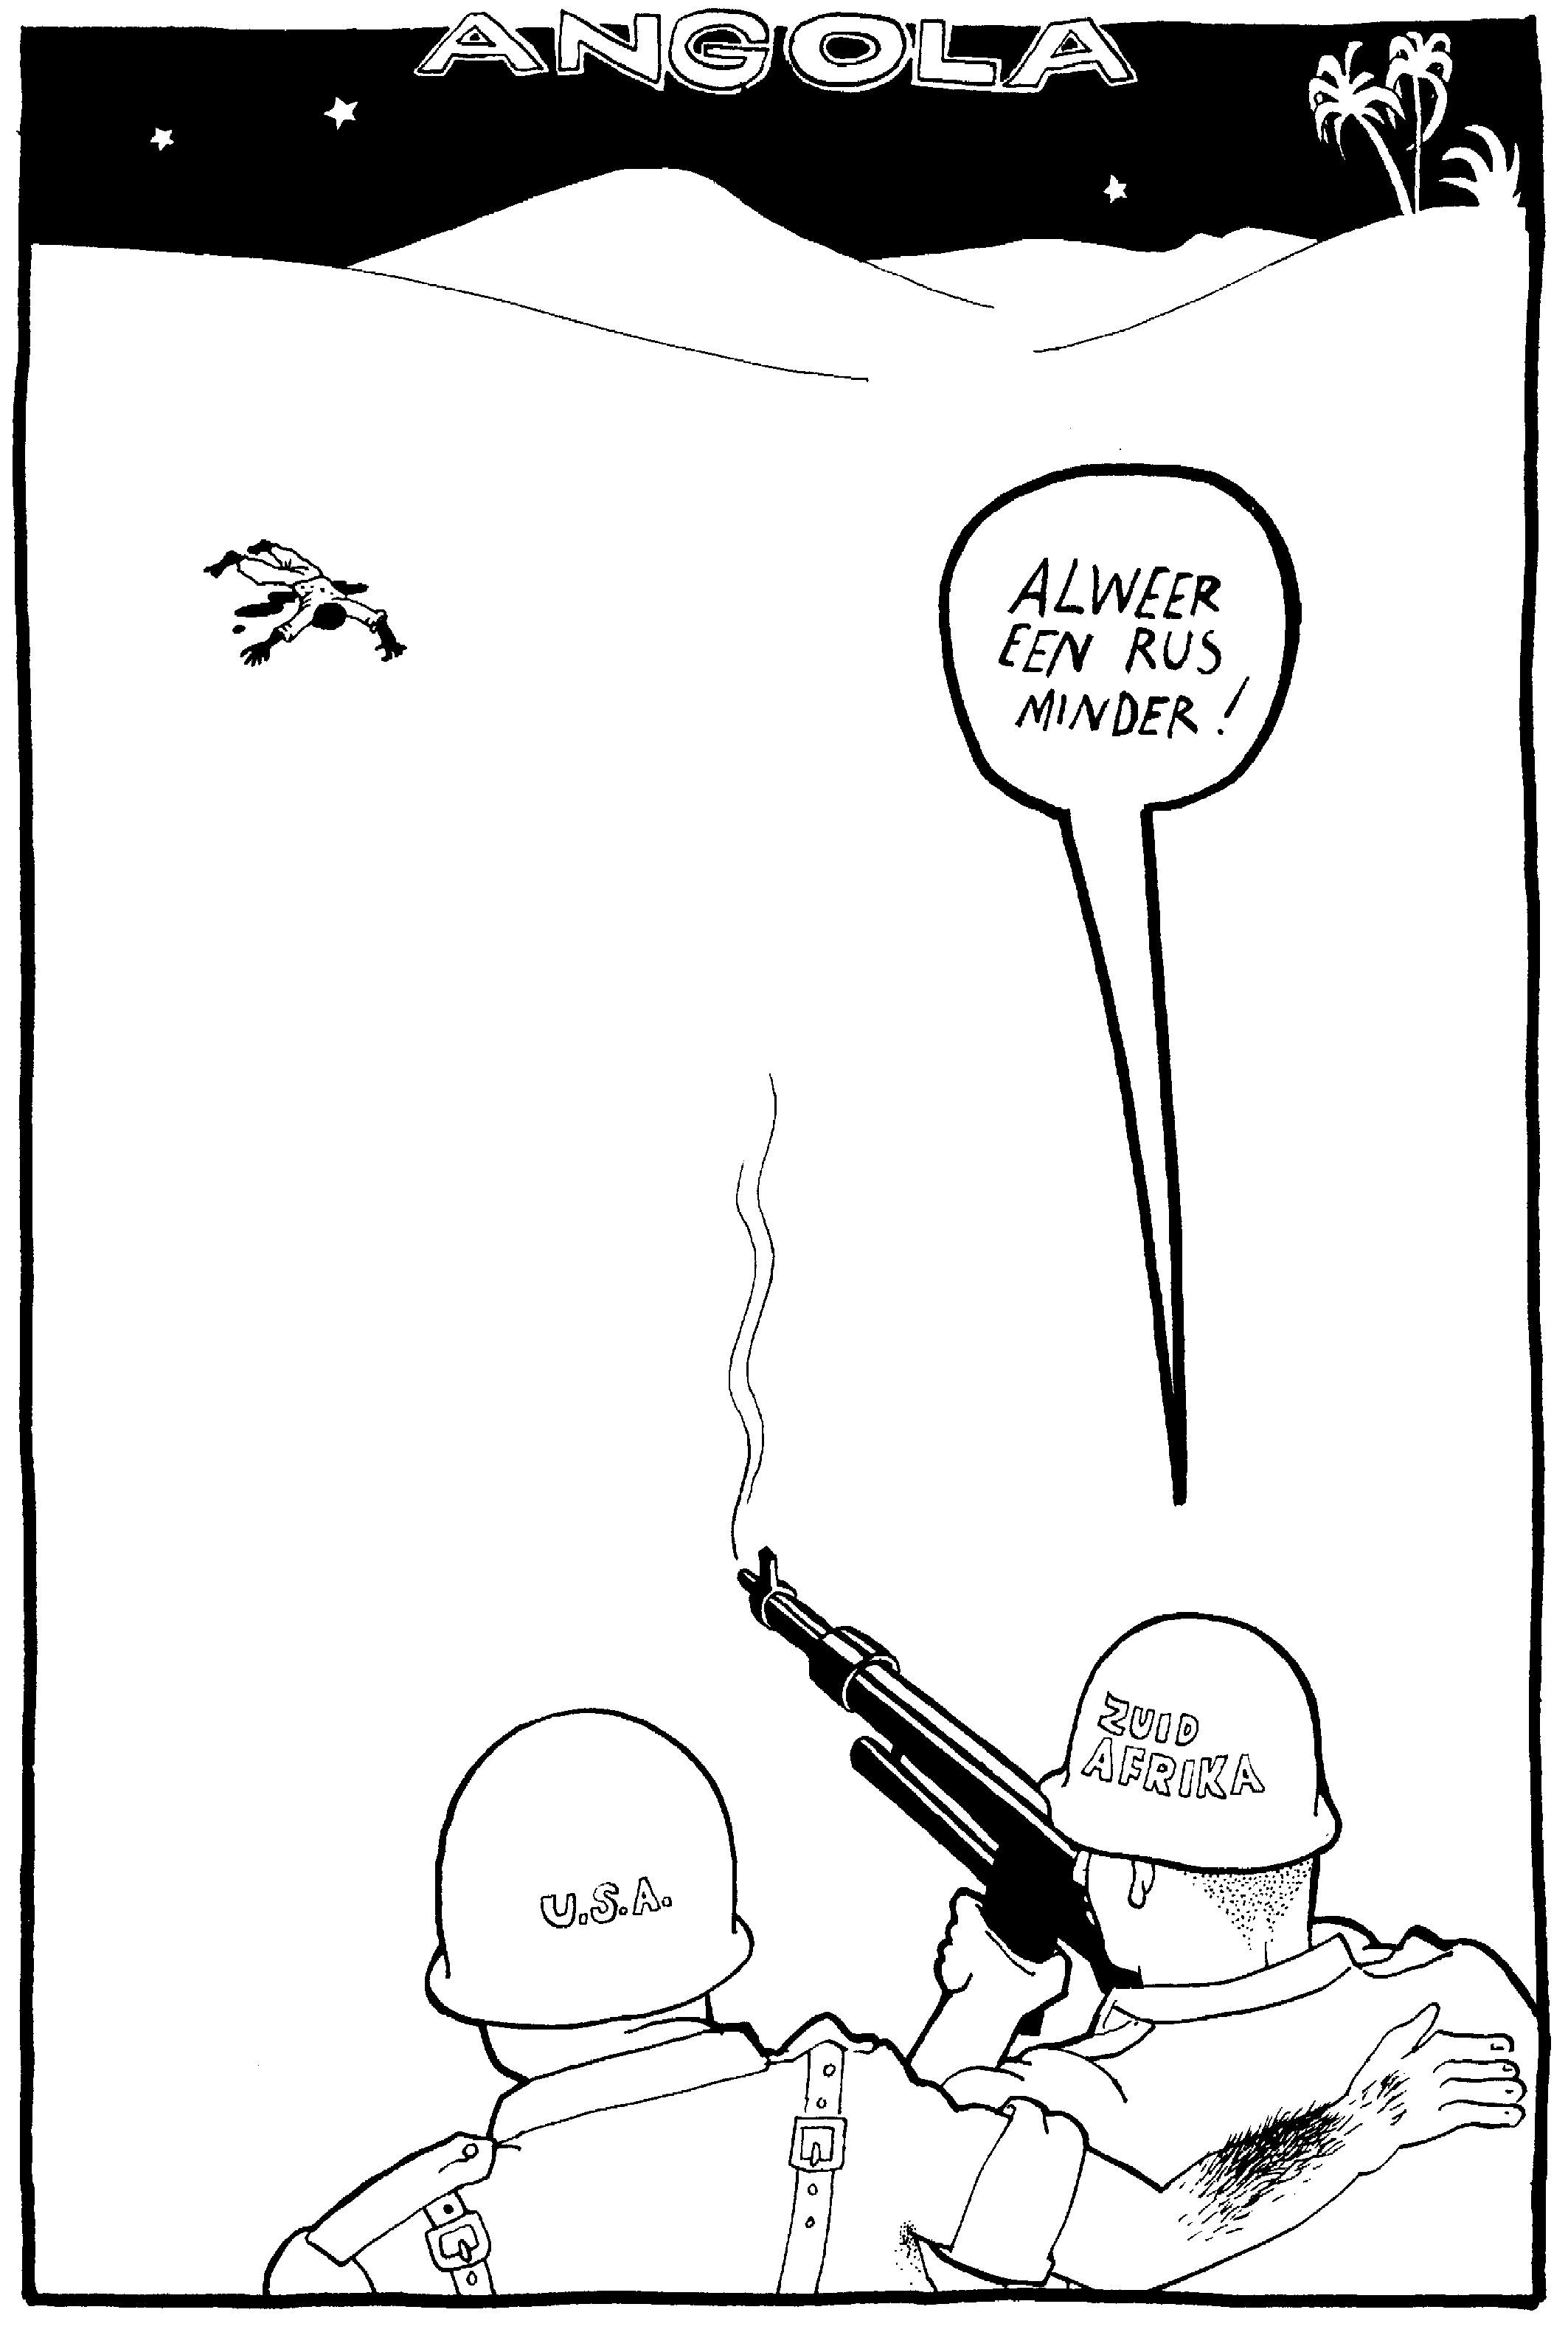 ANGOLA
ALWEER
EEN RUS
MINDER!
ZUID
AFRIKA
U.S.A.